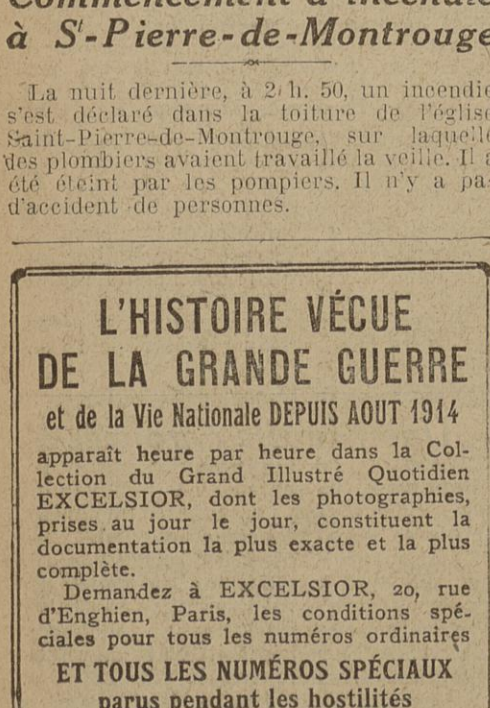 Commencement d'incendie
à St-Pierre-de-Montrouge
La nuit dernière, à 2 h. 50, un incendie
s'est déclaré dans la toiture de l'église
Saint-Pierre-de-Montrouge, sur laquelle
des plombiers avaient travaillé la veille. Il a
été éteint par les pompiers. Il n'y a pas
d'accident de personnes.
L'HISTOIRE VÉCUE
DE LA GRANDE GUERRE
et de la Vie Nationale DEPUIS AOUT 1914
apparaît heure par heure dans la Col-
lection du Grand Illustré Quotidien
EXCELSIOR, dont les photographies,
prises au jour le jour, constituent la
documentation la plus exacte et la plus
complète.
Demandez à EXCELSIOR, 20, rue
d'Enghien, Paris, les conditions spé-
ciales pour tous les numéros ordinaires
ET TOUS LES NUMÉROS SPÉCIAUX
parus pendant les hostilités